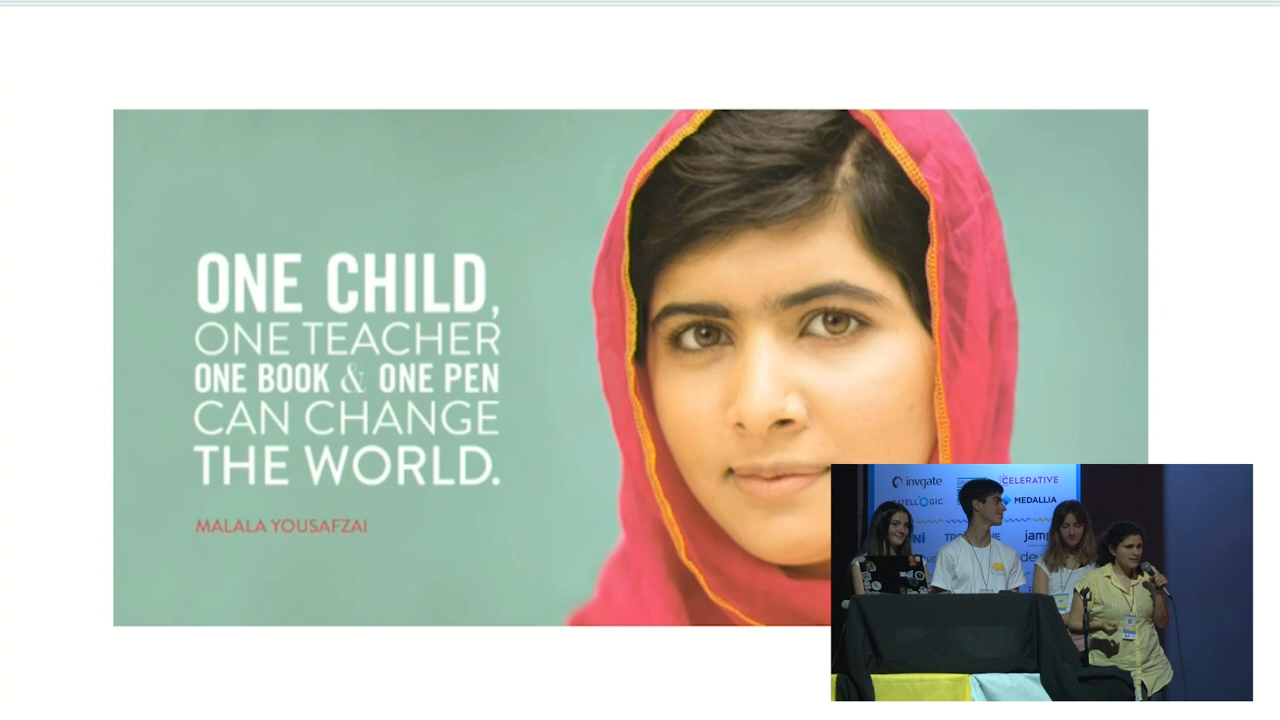 ONE CHILD,
ONE TEACHER
ONE BOOK & ONE PEN
CAN CHANGE
THE WORLD.
MALALA YOUSAFZAI
invgate
CELERATIVE
MEDALLIA